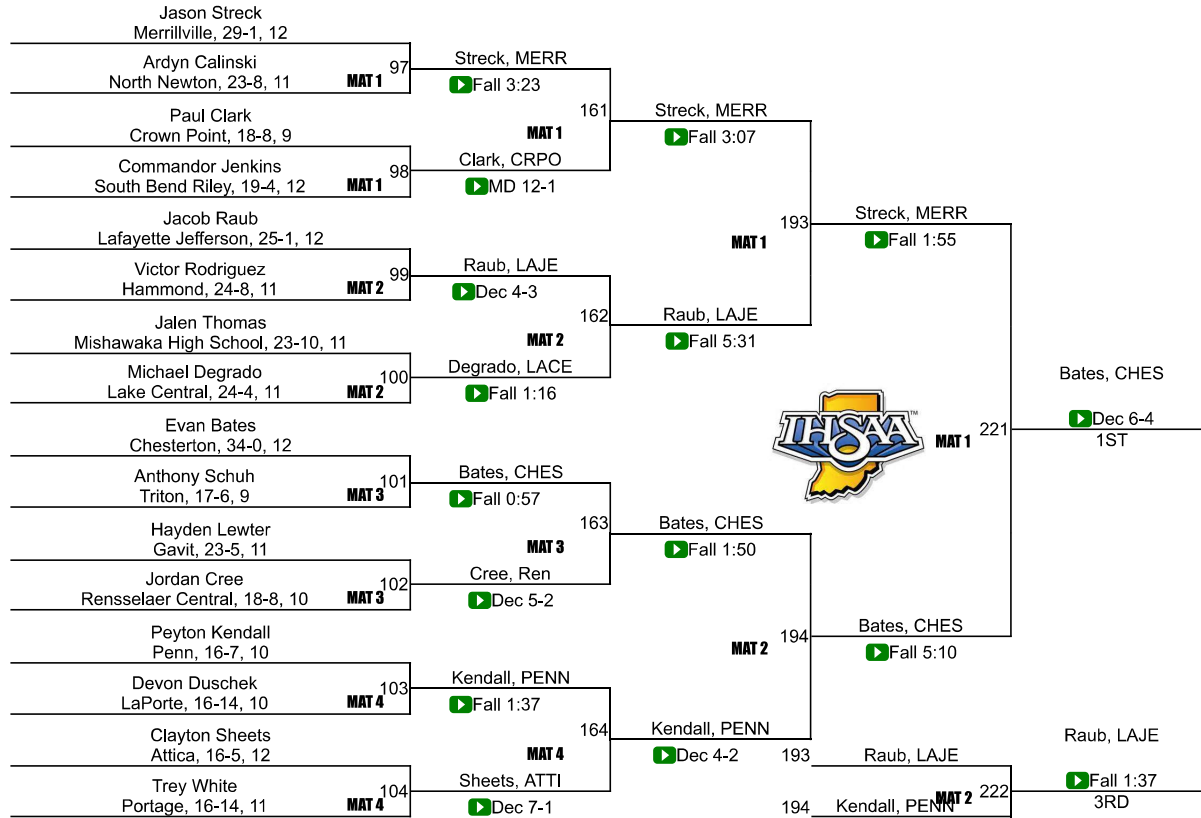 Jason Streck
Merrillville, 29-1, 12
Ardyn Calinski
North Newton, 23-8, 11
MAT 1
97
Paul Clark
Crown Point, 18-8, 9
Commandor Jenkins
South Bend Riley, 19-4, 12
MAT 1
98
Jacob Raub
Lafayette Jefferson, 25-1, 12
Victor Rodriguez
Hammond, 24-8, 11
MAT 2
99
Jalen Thomas
Mishawaka High School, 23-10, 11
Michael Degrado
Lake Central, 24-4, 11
MAT 2
100
Evan Bates
Chesterton, 34-0, 12
Anthony Schuh
Triton, 17-6, 9
MAT 3
101
Hayden Lewter
Gavit, 23-5, 11
Jordan Cree
Rensselaer Central, 18-8, 10
MAT 3
102
Peyton Kendall
Penn, 16-7, 10
Devon Duschek
LaPorte, 16-14, 10
MAT 4
103
Clayton Sheets
Attica, 16-5, 12
Trey White
Portage, 16-14, 11
MAT 4
104
Streck, MERR
Fall 3:23
161
MAT 1
Clark, CRPO
MD 12-1
Raub, LAJE
Dec 4-3
162
MAT 2
Degrado, LACE
Fall 1:16
Bates, CHES
Fall 0:57
163
MAT 3
Cree, Ren
Dec 5-2
Kendall, PENN
Fall 1:37
164
MAT 4
Sheets, ATTI
Dec 7-1
Streck, MERR
Fall 3:07
193
MAT 1
Raub, LAJE
Fall 5:31
Bates, CHES
Fall 1:50
194
MAT 2
Kendall, PENN
Dec 4-2
Streck, MERR
Fall 1:55
IHSAA
TM
MAT 1
221
Bates, CHES
Fall 5:10
Bates, CHES
Dec 6-4
1ST
193
Raub, LAJE
194
Kendall, PENN
MAT 2
222
Raub, LAJE
Fall 1:37
3RD